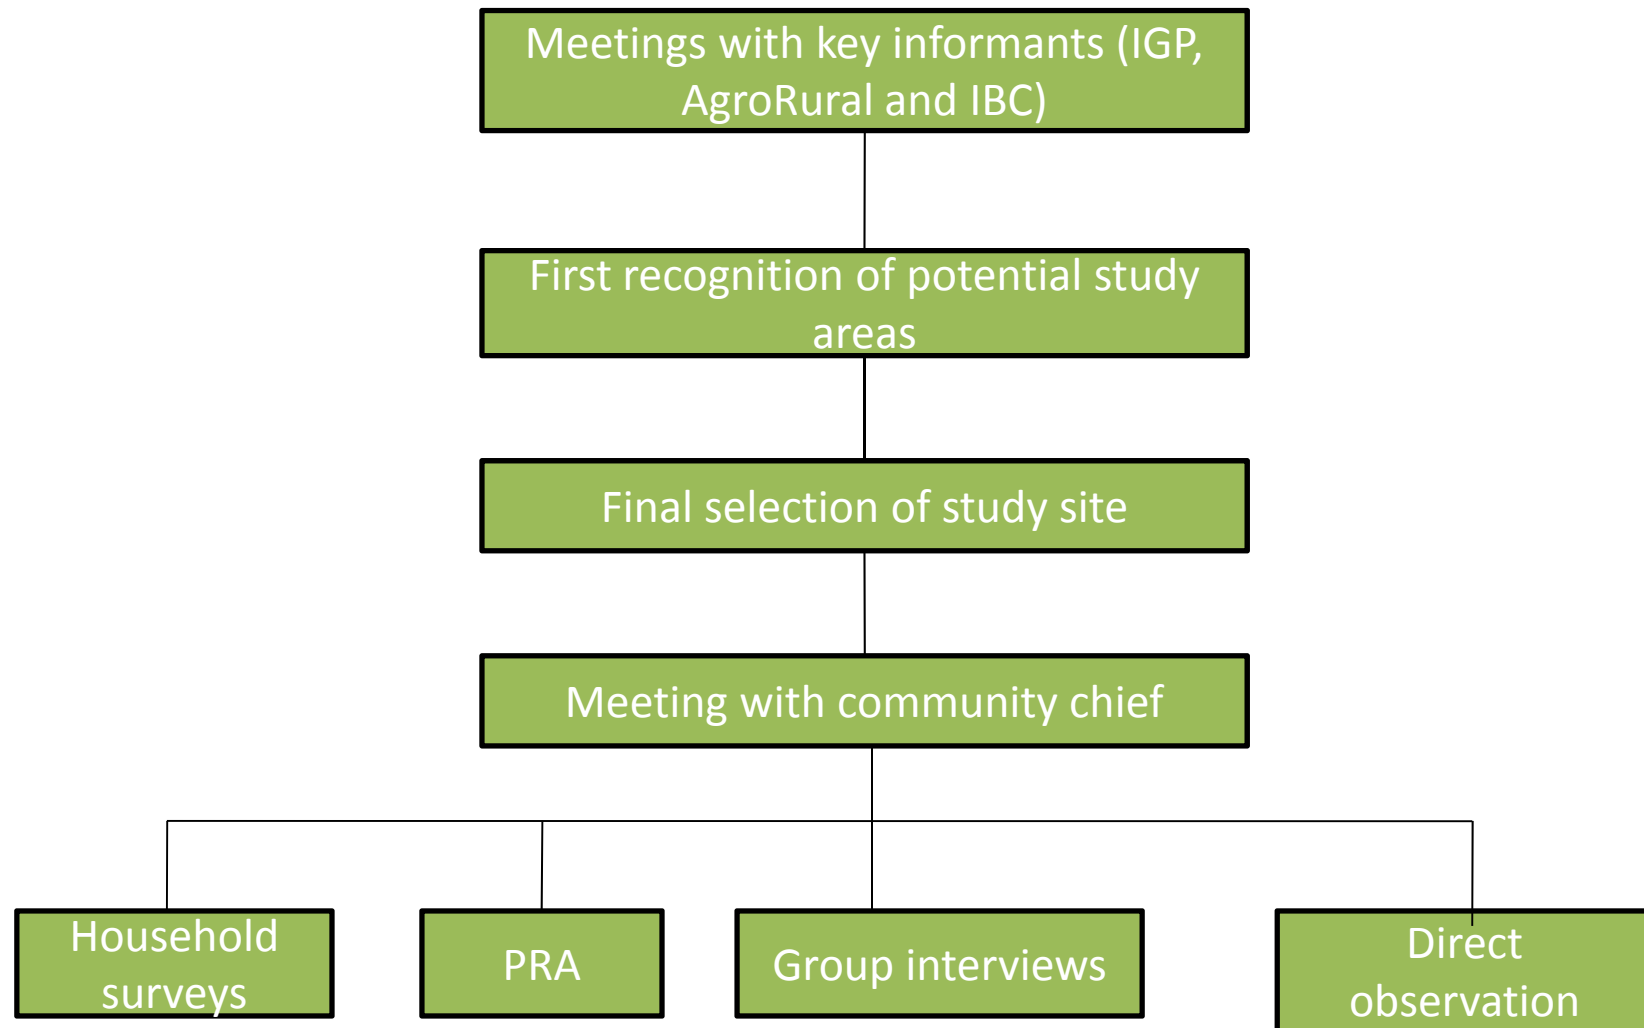 Meetings with key informants (IGP,
AgroRural and IBC)
First recognition of potential study
areas
Final selection of study site
Meeting with community chief
Household
surveys
PRA
Group interviews
Direct
observation